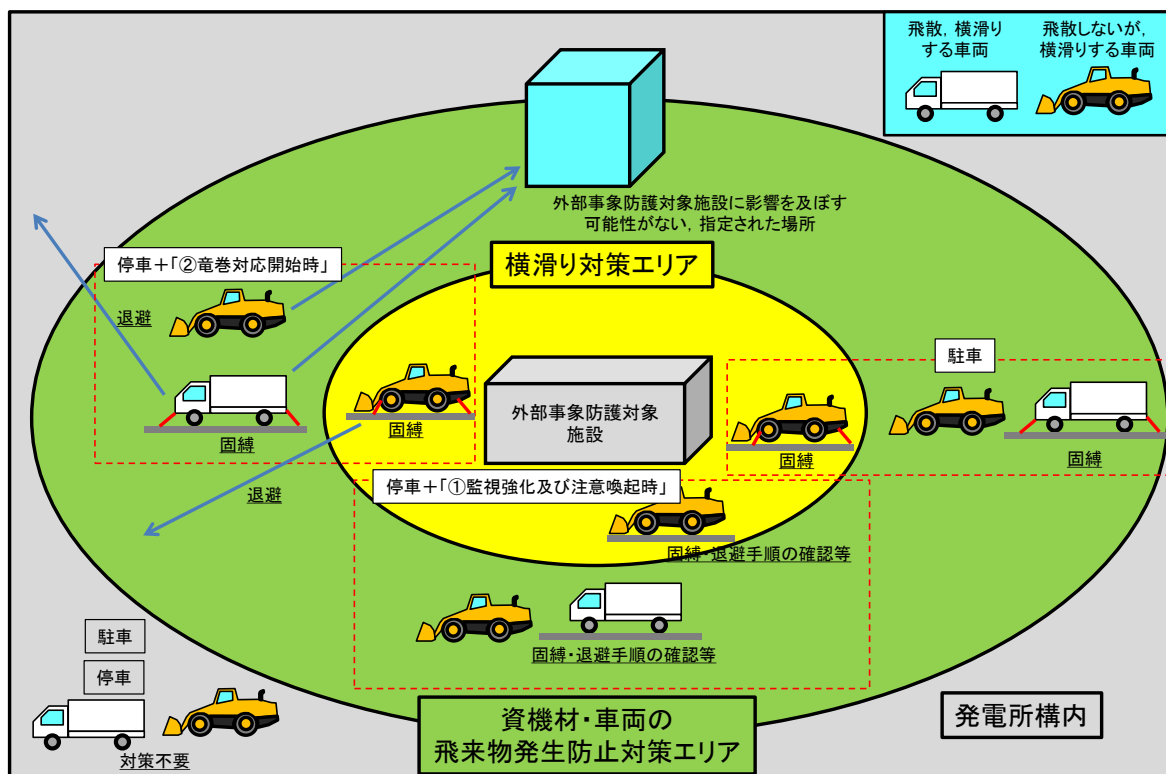 飛散，横滑り
する車両
飛散しないが，
横滑りする車両
外部事象防護対象施設に影響を及ぼす
可能性がない，指定された場所
横滑り対策エリア
停車＋「②竜巻対応開始時」
退避
固縛
固縛
退避
外部事象防護対象
施設
駐車
固縛
固縛
停車＋「①監視強化及び注意喚起時」
固縛・退避手順の確認等
固縛・退避手順の確認等
駐車
停車
対策不要
資機材・車両の
飛来物発生防止対策エリア
発電所構内